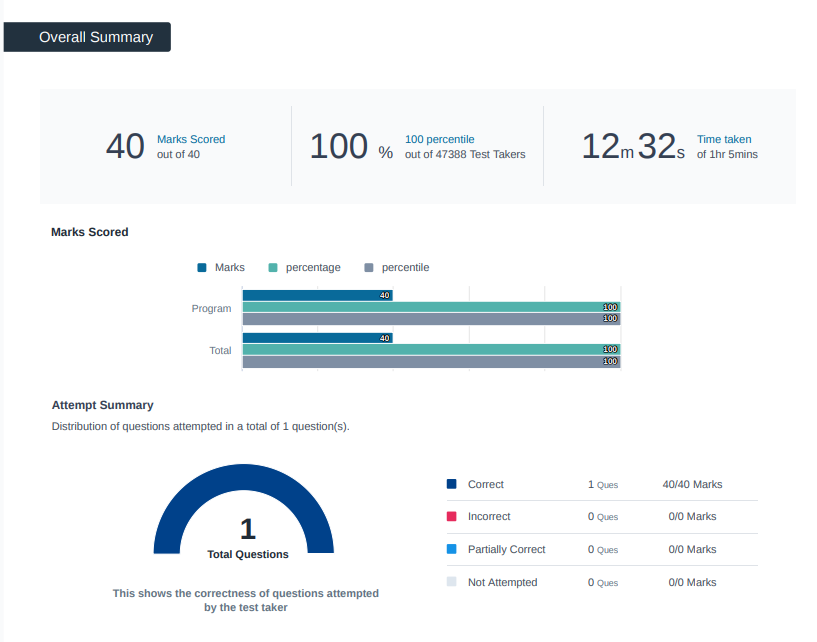 Overall Summary
40 Marks Scored out of 40
100 % 100 percentile out of 47388 Test Takers
12m 32s Time taken of 1hr 5mins
Marks Scored
Marks percentage percentile
Program 40 100 100
Total 40 100 100
Attempt Summary
Distribution of questions attempted in a total of 1 question(s).
1
Total Questions
This shows the correctness of questions attempted
by the test taker
Correct 1 Ques 40/40 Marks
Incorrect 0 Ques 0/0 Marks
Partially Correct 0 Ques 0/0 Marks
Not Attempted 0 Ques 0/0 Marks